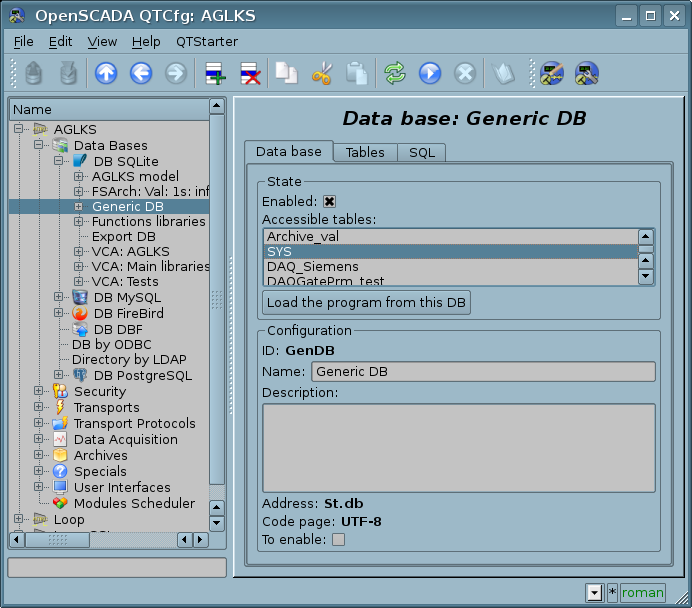 OpenSCADA QTCfg: AGLKS
File Edit View Help QTStarter
Name
AGLKS
Data Bases
DB SQLite
AGLKS model
FSArch: Val: 1s: inf
Generic DB
Functions libraries
Export DB
VCA: AGLKS
VCA: Main libraries
VCA: Tests
DB MySQL
DB FireBird
DB DBF
DB by ODBC
Directory by LDAP
DB PostgreSQL
Security
Transports
Transport Protocols
Data Acquisition
Archives
Specials
User Interfaces
Modules Scheduler
Loop
Data base: Generic DB
Data base Tables SQL
State
Enabled:
Accessible tables:
Archive_val
SYS
DAQ_Siemens
DAQGatePrm_test
Load the program from this DB
Configuration
ID: GenDB
Name: Generic DB
Description:
Address: St.db
Code page: UTF-8
To enable:
* roman